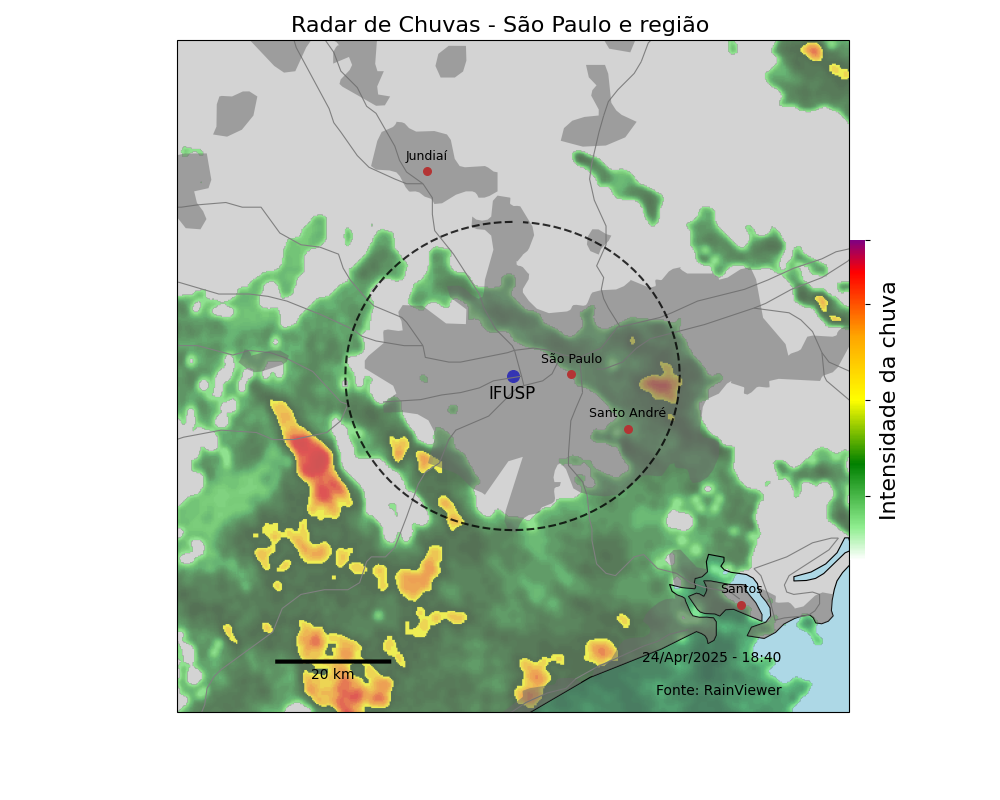 Radar de Chuvas - São Paulo e região
Jundiaí
São Paulo
IFUSP
Santo André
Intensidade da chuva
Santos
24/Apr/2025 - 18:40
20 km
Fonte: RainViewer